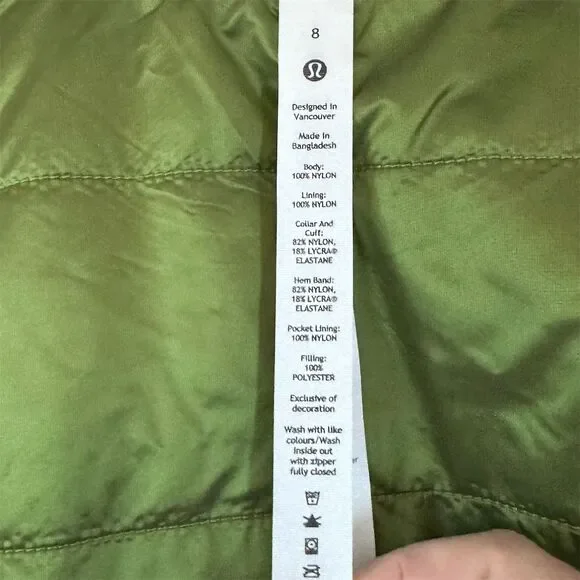 8
Designed in
Vancouver
Made in
Bangladesh
Body:
100% NYLON
Lining:
100% NYLON
Collar And
Cuff:
82% NYLON,
18% LYCRA®
ELASTANE
Hem Band:
82% NYLON,
18% LYCRA®
ELASTANE
Pocket Lining:
100% NYLON
Filling:
100%
POLYESTER
Exclusive of
decoration
Wash with like
colours/Wash
inside out
with zipper
fully closed